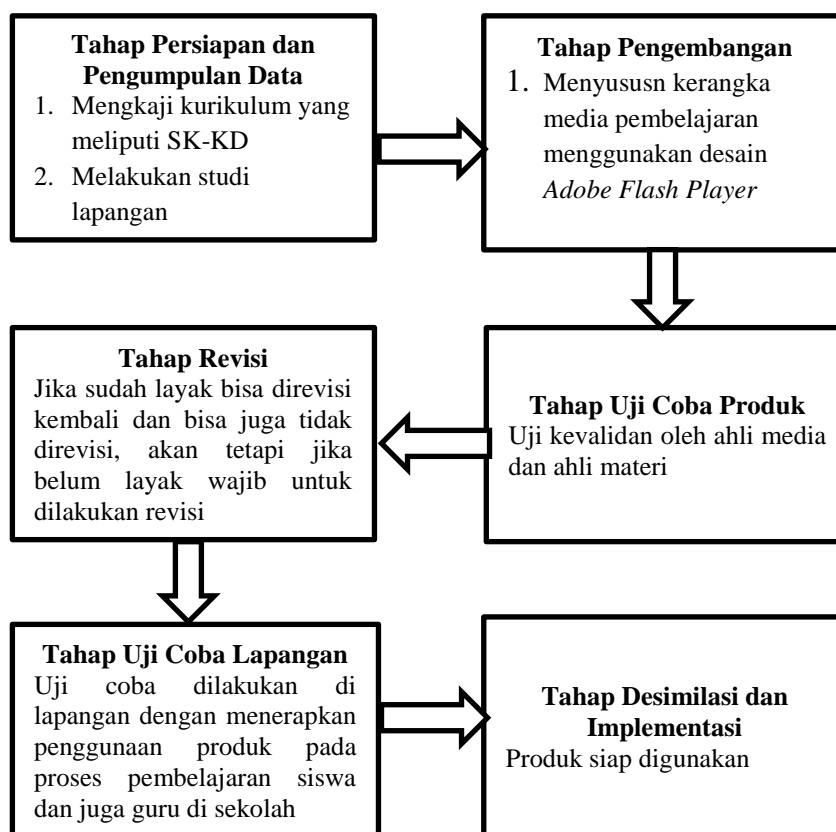 Tahap Persiapan dan
Pengumpulan Data
1. Mengkaji kurikulum yang
meliputi SK-KD
2. Melakukan studi
lapangan
Tahap Pengembangan
1. Menyususn kerangka
media pembelajaran
menggunakan desain
Adobe Flash Player
Tahap Uji Coba Produk
Uji kevalidan oleh ahli media
dan ahli materi
Tahap Revisi
Jika sudah layak bisa direvisi
kembali dan bisa juga tidak
direvisi, akan tetapi jika
belum layak wajib untuk
dilakukan revisi
Tahap Uji Coba Lapangan
Uji coba dilakukan di
lapangan dengan menerapkan
penggunaan produk pada
proses pembelajaran siswa
dan juga guru di sekolah
Tahap Desimilasi dan
Implementasi
Produk siap digunakan